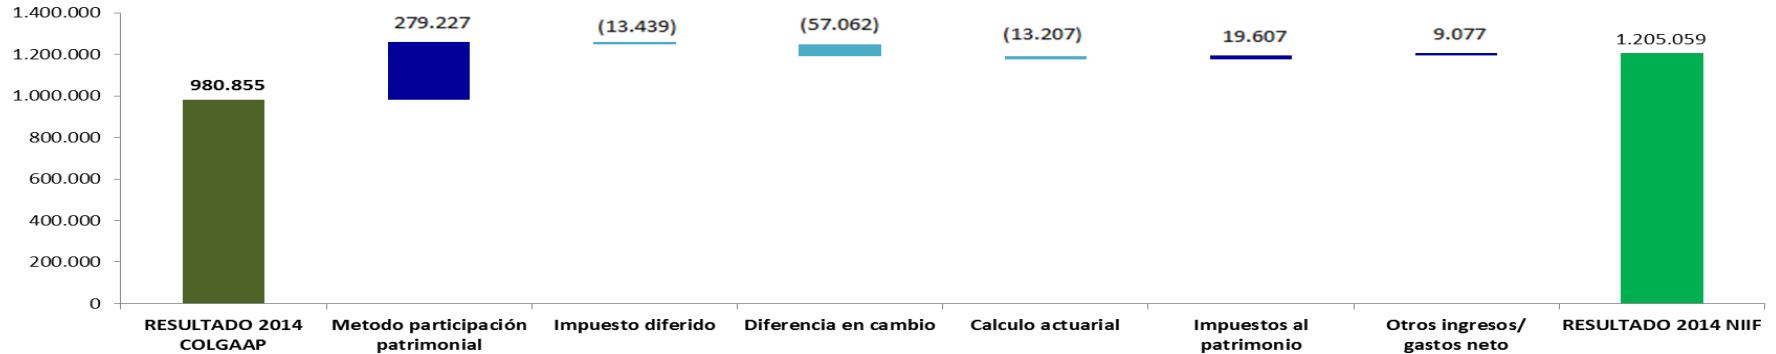 1.400.000
1.200.000
1.000.000
800.000
600.000
400.000
200.000
0
980.855
279.227
(13.439)
(57.062)
(13.207)
19.607
9.077
1.205.059
RESULTADO 2014
COLGAAP
Metodo participación
patrimonial
Impuesto diferido
Diferencia en cambio
Calculo actuarial
Impuestos al
patrimonio
Otros ingresos/
gastos neto
RESULTADO 2014 NIIF